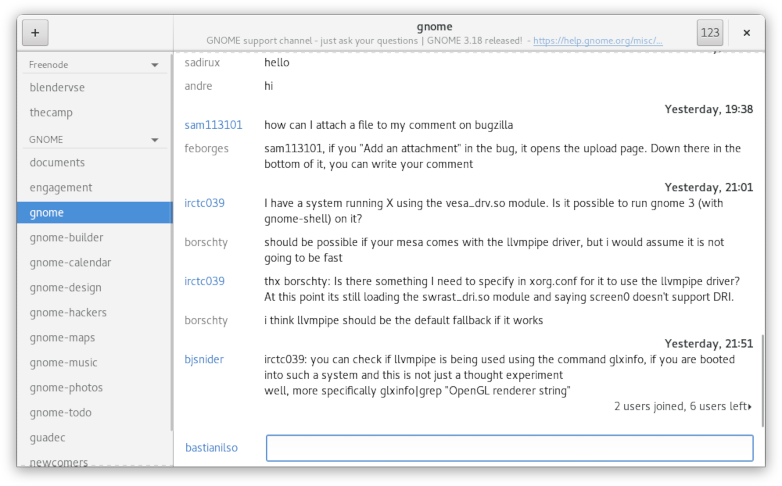 +
gnome
GNOME support channel - just ask your questions | GNOME 3.18 released! - https://help.gnome.org/misc/...
123
×
Freenode
blendervse
thecamp
GNOME
documents
engagement
gnome
gnome-builder
gnome-calendar
gnome-design
gnome-hackers
gnome-maps
gnome-music
gnome-photos
gnome-todo
guadec
newcomers
sadirux hello
andre hi
Yesterday, 19:38
sam113101 how can I attach a file to my comment on bugzilla
feborges sam113101, if you "Add an attachment" in the bug, it opens the upload page. Down there in the
bottom of it, you can write your comment
Yesterday, 21:01
irctc039 I have a system running X using the vesa_drv.so module. Is it possible to run gnome 3 (with
gnome-shell) on it?
borschty should be possible if your mesa comes with the llvmpipe driver, but i would assume it is not
going to be fast
irctc039 thx borschty: Is there something I need to specify in xorg.conf for it to use the llvmpipe driver?
At this point its still loading the swrast_dri.so module and saying screen0 doesn't support DRI.
borschty i think llvmpipe should be the default fallback if it works
Yesterday, 21:51
bjsnider irctc039: you can check if llvmpipe is being used using the command glxinfo, if you are booted
into such a system and this is not just a thought experiment
well, more specifically glxinfo|grep "OpenGL renderer string"
2 users joined, 6 users left
bastianilso